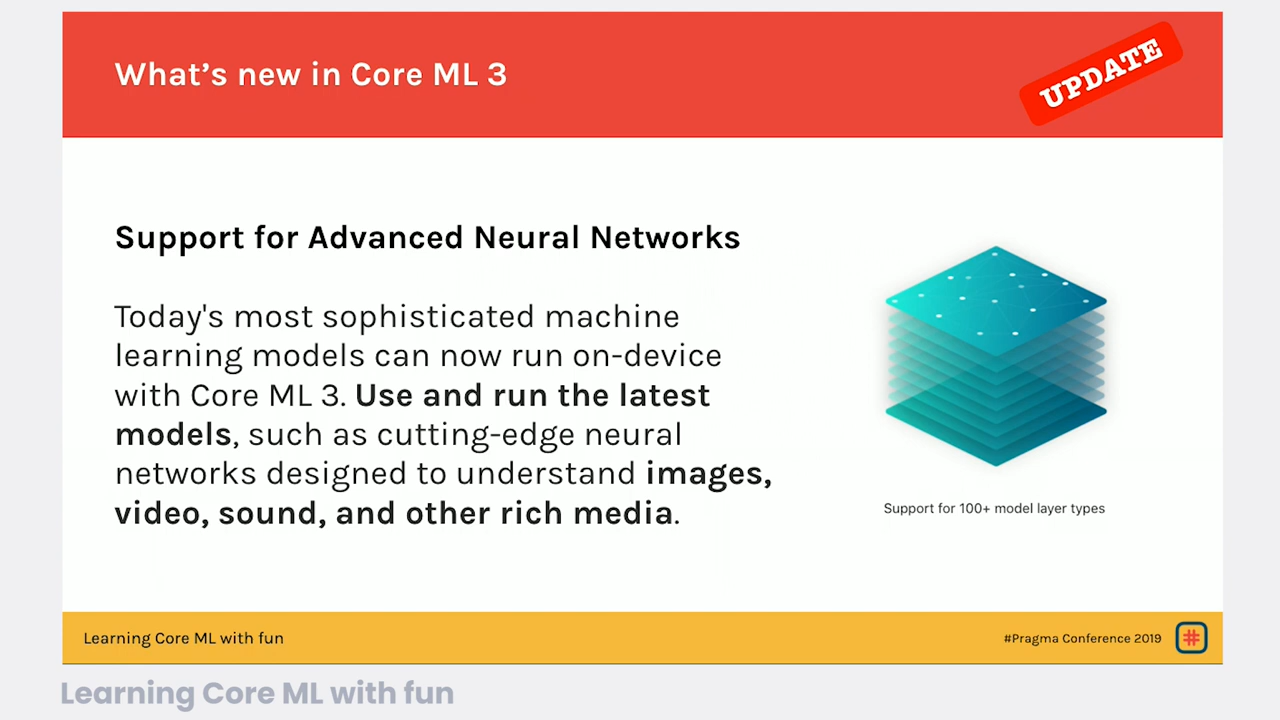 What's new in Core ML 3
UPDATE
Support for Advanced Neural Networks
Today's most sophisticated machine
learning models can now run on-device
with Core ML 3. Use and run the latest
models, such as cutting-edge neural
networks designed to understand images,
video, sound, and other rich media.
Support for 100+ model layer types
Learning Core ML with fun
#Pragma Conference 2019
#
Learning Core ML with fun